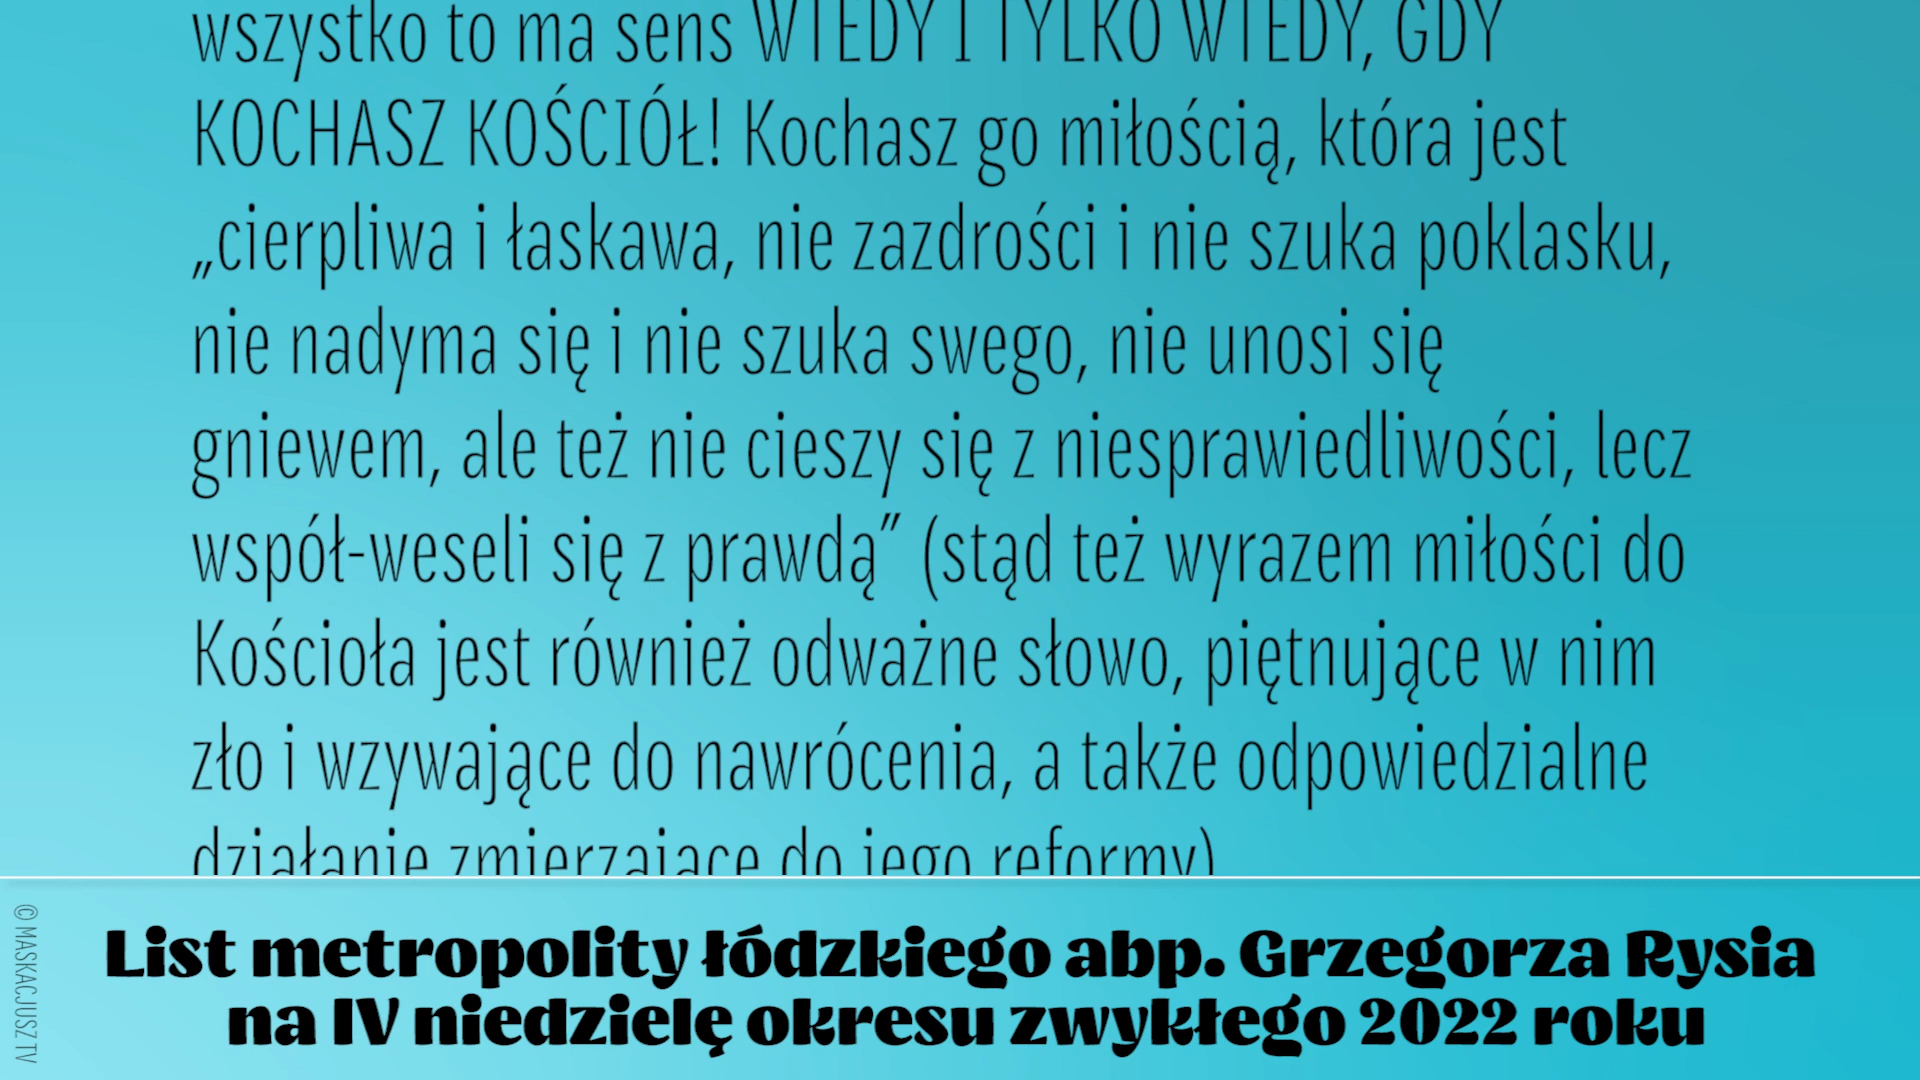 wszystko to ma sens WTEDY I TYLKO WTEDY, GDY
KOCHASZ KOŚCIÓŁ! Kochasz go miłością, która jest
„cierpliwa i łaskawa, nie zazdrości i nie szuka poklasku,
nie nadyma się i nie szuka swego, nie unosi się
gniewem, ale też nie cieszy się z niesprawiedliwości, lecz
współ-weseli się z prawdą” (stąd też wyrazem miłości do
Kościoła jest również odważne słowo, piętnujące w nim
zło i wzywające do nawrócenia, a także odpowiedzialne
działanie zmierzające do jego reformy)
© MASKACJUSZ TV
List metropolity łódzkiego abp. Grzegorza Rysia
na IV niedzielę okresu zwykłego 2022 roku